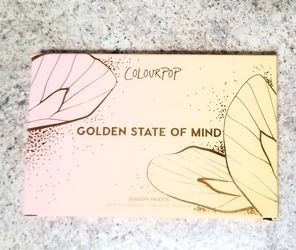 COLOURPOP
GOLDEN STATE OF MIND
SHADOW PALETTE